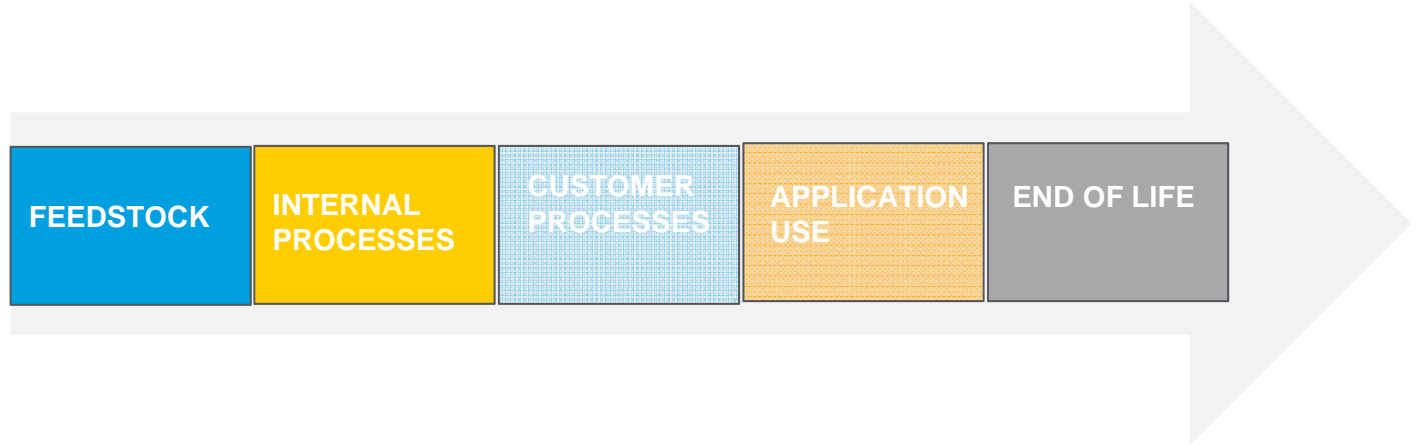 FEEDSTOCK
INTERNAL
PROCESSES
CUSTOMER
PROCESSES
APPLICATION
USE
END OF LIFE